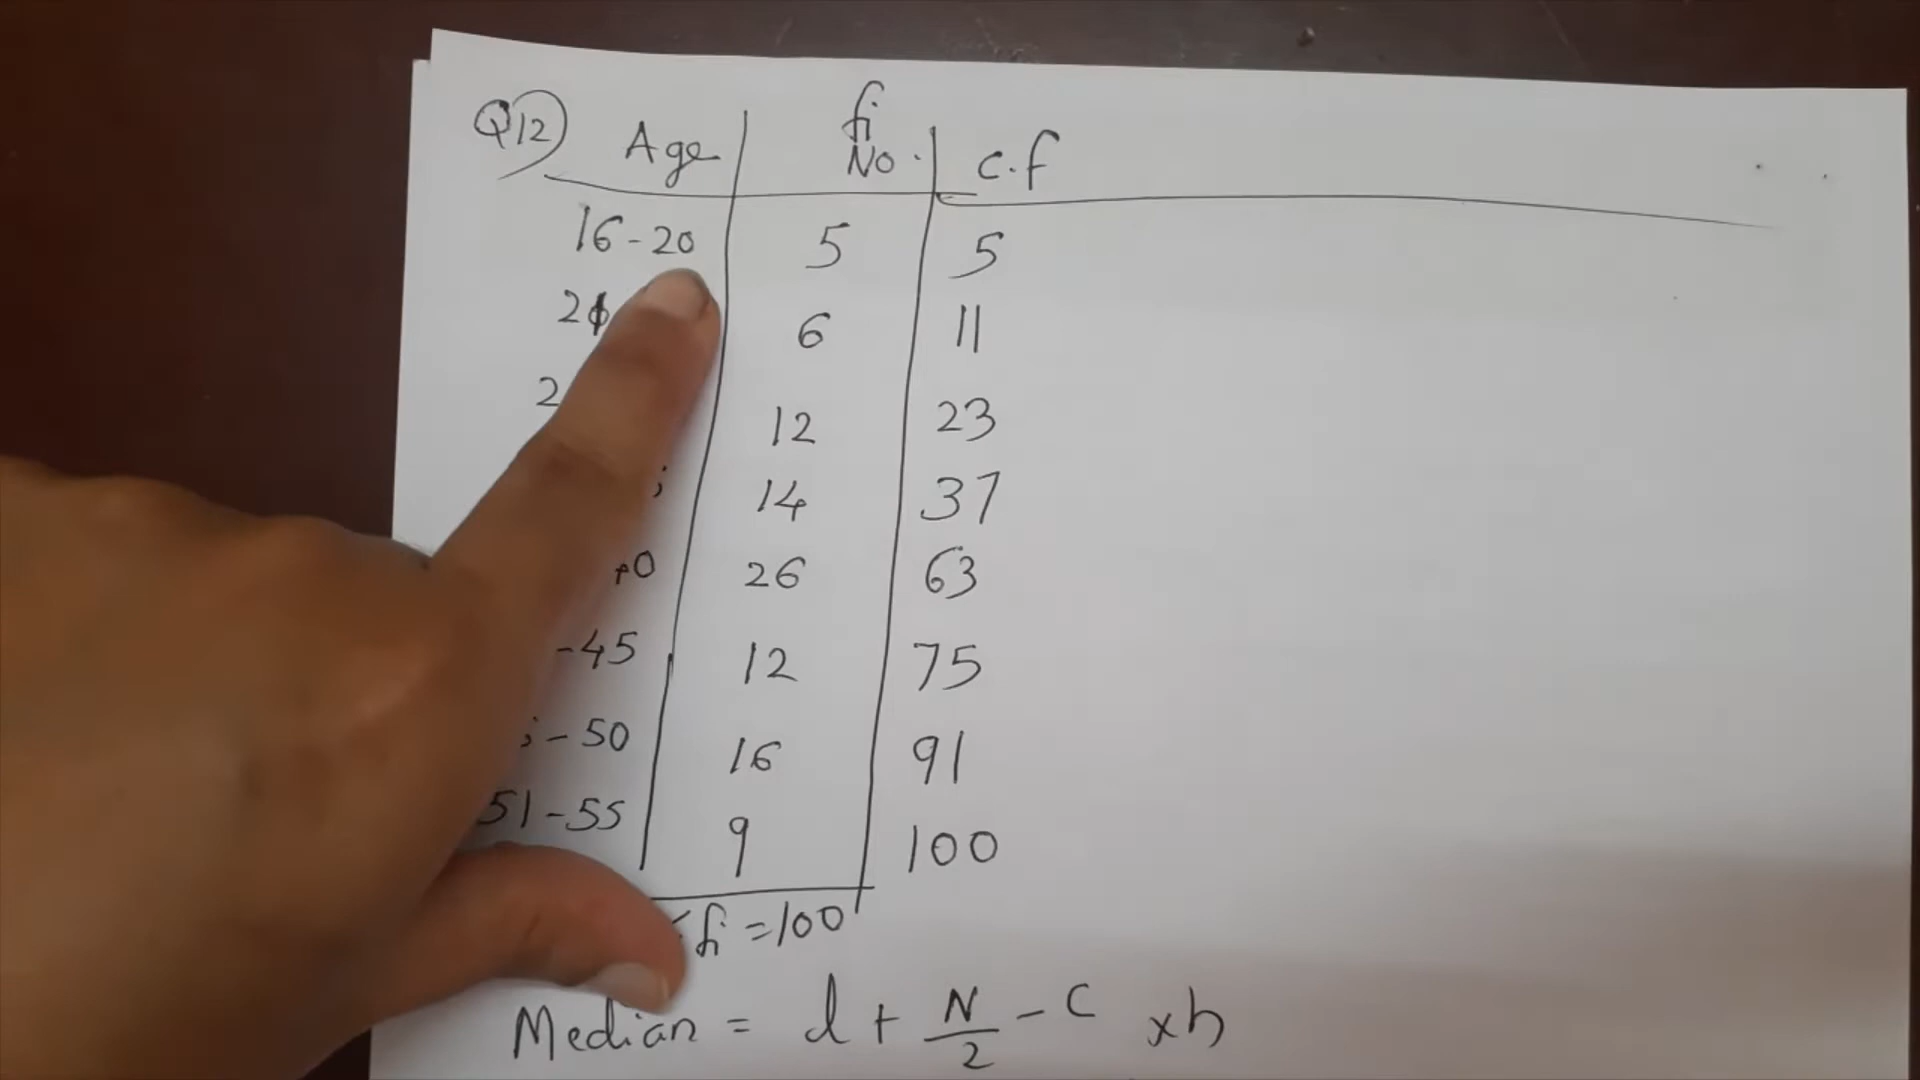 Q12) Age fi No. c.f
16-20 5 5
6 11
12 23
14 37
26 63
-45 12 75
-50 16 91
51-55 9 100
fi =100
Median = l + N/2 - C xh